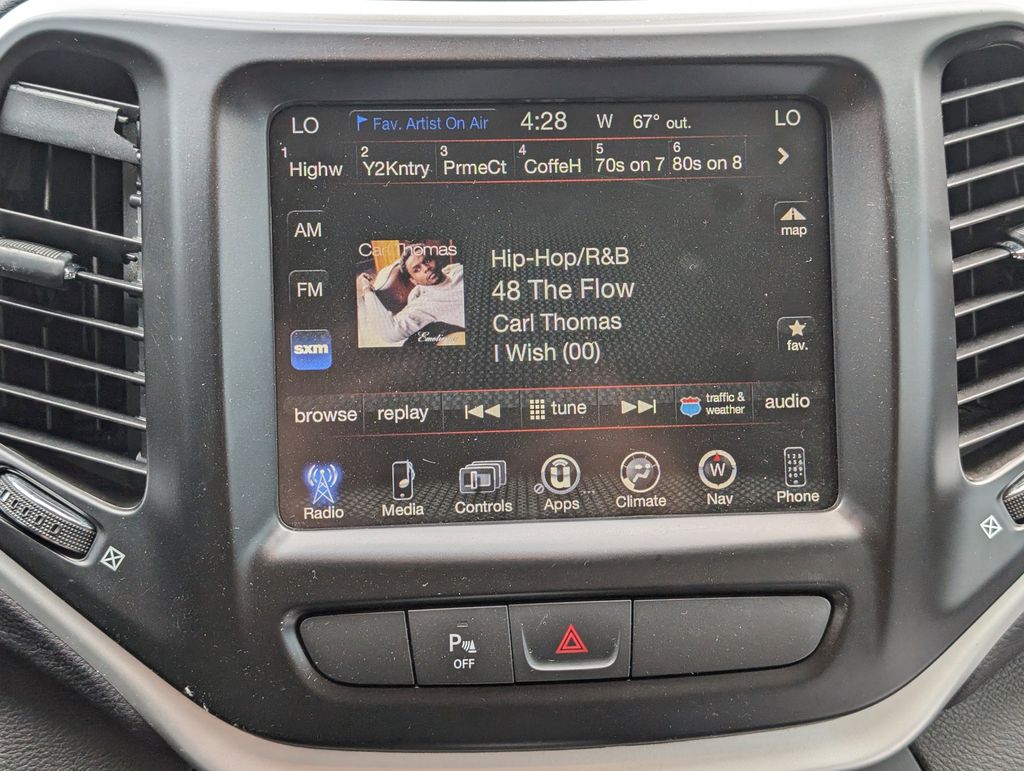 LO
Fav. Artist On Air
4:28
W
67° out.
LO
1 Highw
2 Y2Kntry
3 PrmeCt
4 CoffeH
5 70s on 7
6 80s on 8
AM
map
Carl Thomas
Emotional
Hip-Hop/R&B
FM
48 The Flow
Carl Thomas
I Wish (00)
sxm
fav.
browse
replay
tune
traffic & weather
audio
Radio
Media
Controls
Apps
Climate
W
Nav
Phone
P
OFF